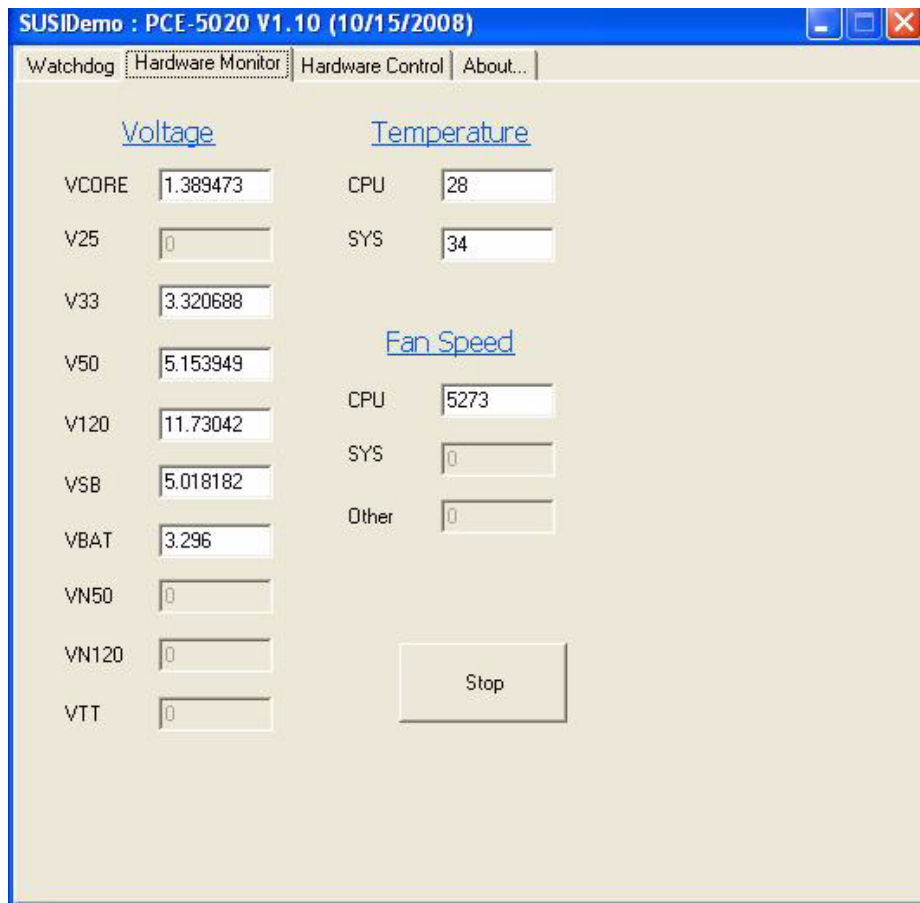 SUSIDemo : PCE-5020 V1.10 (10/15/2008)
Watchdog Hardware Monitor Hardware Control About...
Voltage
VCORE 1.389473
V25 0
V33 3.320688
V50 5.153949
V120 11.73042
VSB 5.018182
VBAT 3.296
VN50 0
VN120 0
VTT 0
Temperature
CPU 28
SYS 34
Fan Speed
CPU 5273
SYS 0
Other 0
Stop